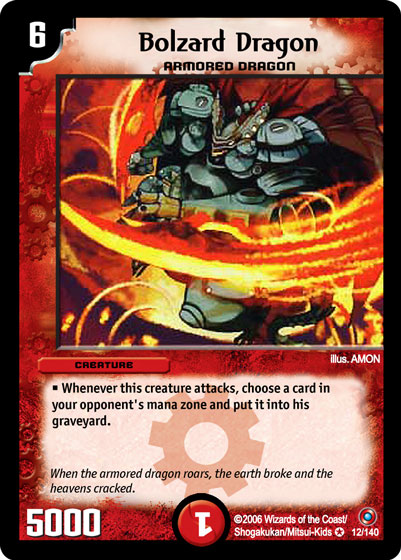 6
Bolzard Dragon
ARMORED DRAGON
illus. AMON
CREATURE
▪ Whenever this creature attacks, choose a card in
your opponent's mana zone and put it into his
graveyard.
When the armored dragon roars, the earth broke and the
heavens cracked.
5000
1
©2006 Wizards of the Coast/
Shogakukan/Mitsui-Kids ✪ 12/140